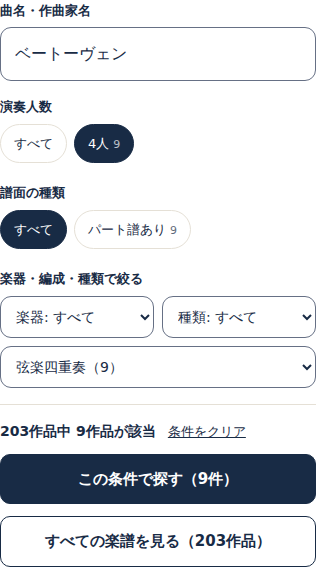 曲名・作曲家名
ベートーヴェン
演奏人数
すべて 4人 9
譜面の種類
すべて パート譜あり 9
楽器・編成・種類で絞る
楽器: すべて 種類: すべて
弦楽四重奏（9）
203作品中 9作品が該当 条件をクリア
この条件で探す（9件）
すべての楽譜を見る（203作品）